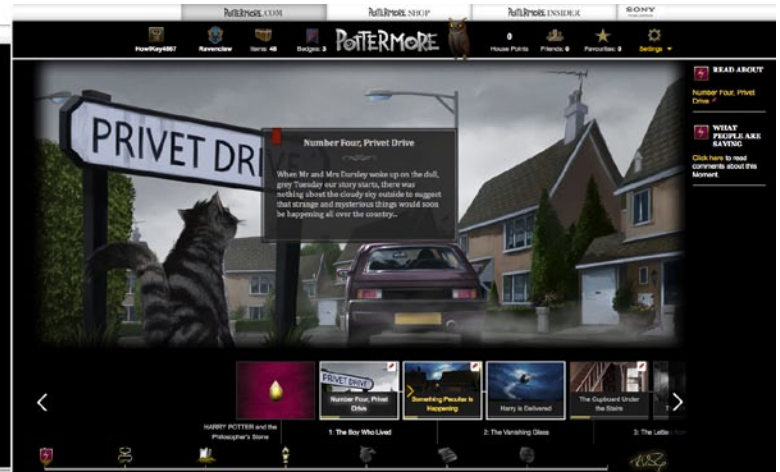 POTTERMORE.COM
POTTERMORE SHOP
POTTERMORE INSIDER
SONY
HowlKey4867
Ravenclaw
Items: 48
Badges: 3
POTTERMORE
0
House Points
Friends: 0
Favourites: 0
Settings
PRIVET DRI
Number Four, Privet Drive
When Mr and Mrs Dursley woke up on the dull,
grey Tuesday our story starts, there was
nothing about the cloudy sky outside to suggest
that strange and mysterious things would soon
be happening all over the country...
READ ABOUT
Number Four, Privet
Drive
WHAT
PEOPLE ARE
SAYING
Click here to read
comments about this
Moment.
PRIVET DRIVE
Number Four, Privet
Drive
Something Peculiar is
Happening
Harry is Delivered
The Cupboard Under
the Stairs
HARRY POTTER and the
Philosopher's Stone
1: The Boy Who Lived
2: The Vanishing Glass
3: The Letter